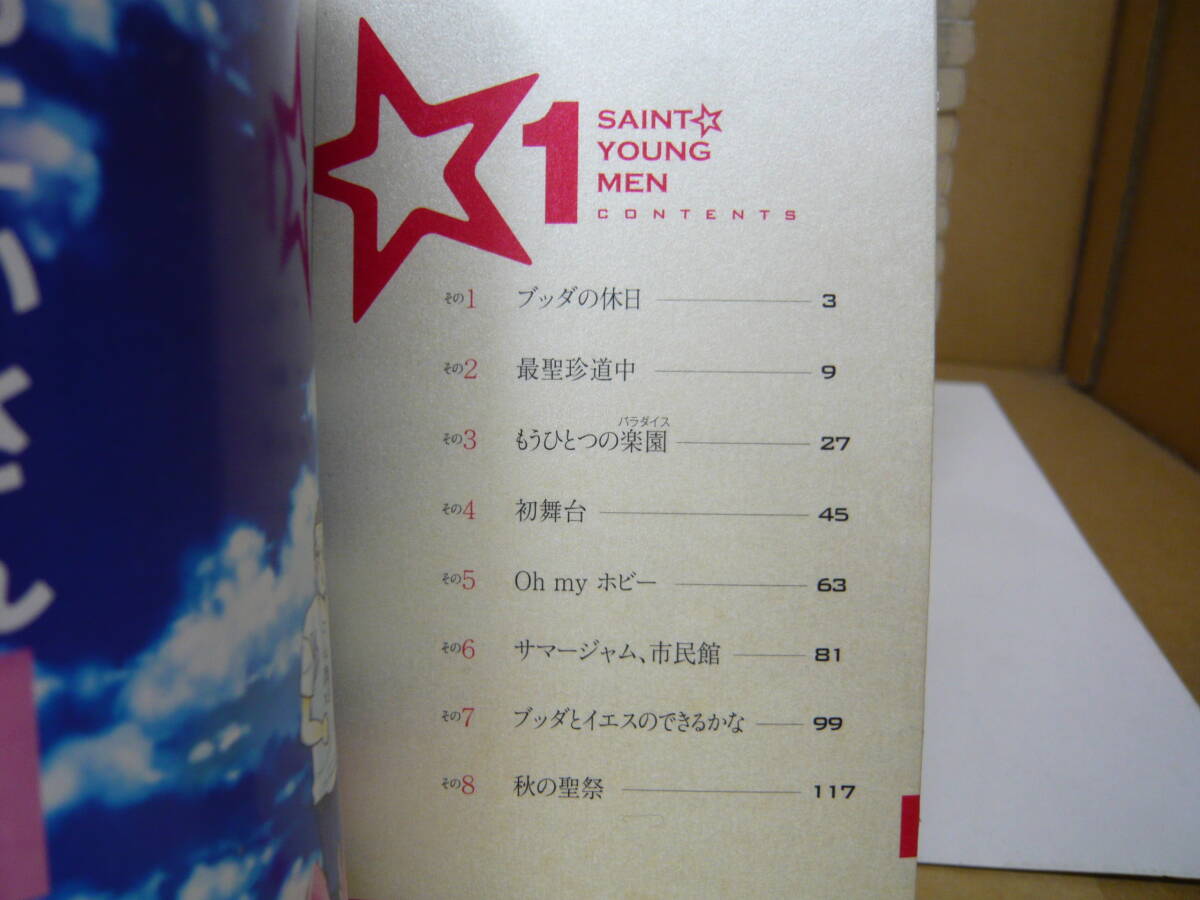 1
SAINT☆
YOUNG
MEN
CONTENTS
その1 ブッダの休日 3
その2 最聖珍道中 9
パラダイス
その3 もうひとつの楽園 27
その4 初舞台 45
その5 Oh my ホビー 63
その6 サマージャム、市民館 81
その7 ブッダとイエスのできるかな 99
その8 秋の聖祭 117